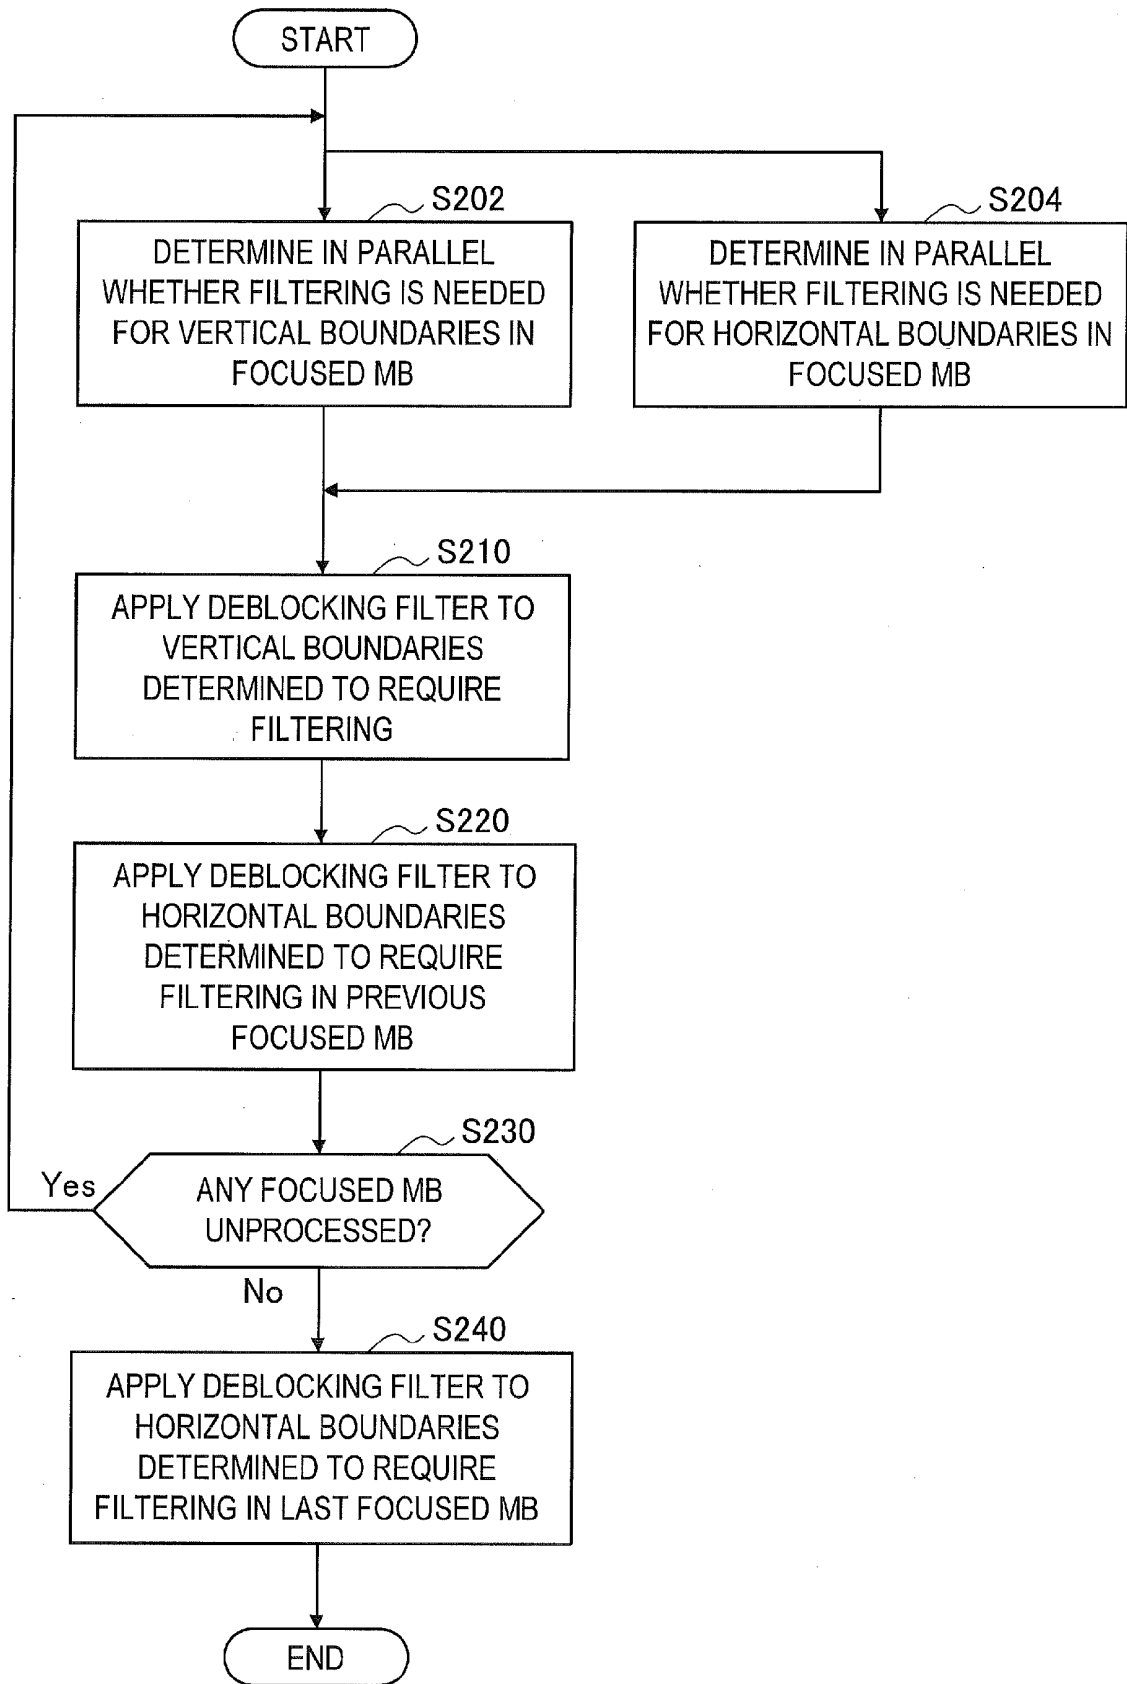 START
S202
DETERMINE IN PARALLEL
WHETHER FILTERING IS NEEDED
FOR VERTICAL BOUNDARIES IN
FOCUSED MB
S204
DETERMINE IN PARALLEL
WHETHER FILTERING IS NEEDED
FOR HORIZONTAL BOUNDARIES IN
FOCUSED MB
S210
APPLY DEBLOCKING FILTER TO
VERTICAL BOUNDARIES
DETERMINED TO REQUIRE
FILTERING
S220
APPLY DEBLOCKING FILTER TO
HORIZONTAL BOUNDARIES
DETERMINED TO REQUIRE
FILTERING IN PREVIOUS
FOCUSED MB
S230
Yes
ANY FOCUSED MB
UNPROCESSED?
No
S240
APPLY DEBLOCKING FILTER TO
HORIZONTAL BOUNDARIES
DETERMINED TO REQUIRE
FILTERING IN LAST FOCUSED MB
END